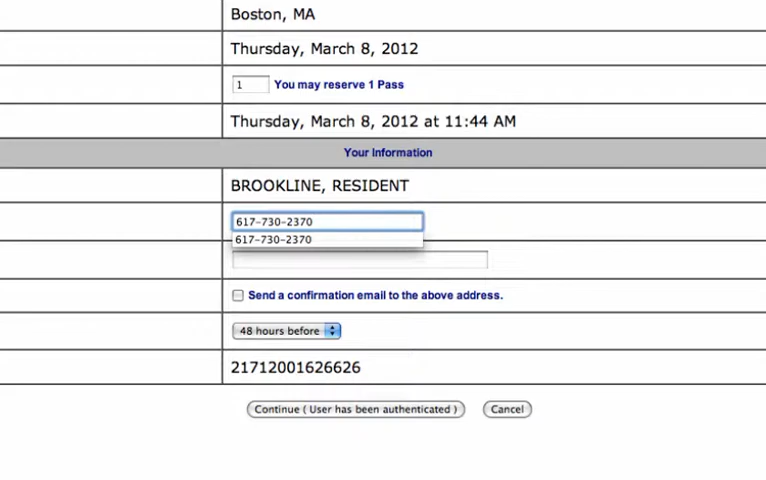 Boston, MA
Thursday, March 8, 2012
1 You may reserve 1 Pass
Thursday, March 8, 2012 at 11:44 AM
Your Information
BROOKLINE, RESIDENT
617-730-2370
617-730-2370
Send a confirmation email to the above address.
48 hours before
21712001626626
Continue ( User has been authenticated ) Cancel